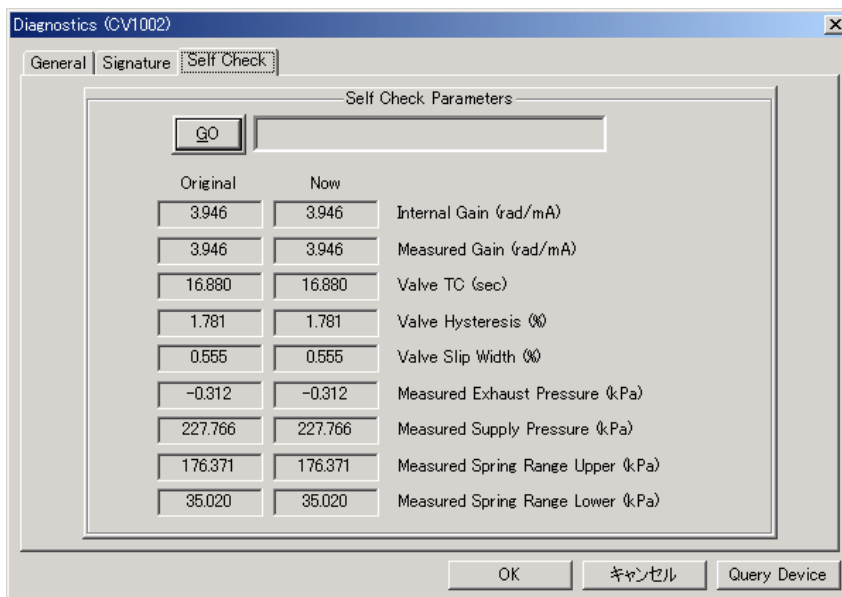 Diagnostics (CV1002)
General Signature Self Check
Self Check Parameters
GO
Original Now
3.946 3.946 Internal Gain (rad/mA)
3.946 3.946 Measured Gain (rad/mA)
16.880 16.880 Valve TC (sec)
1.781 1.781 Valve Hysteresis (%)
0.555 0.555 Valve Slip Width (%)
-0.312 -0.312 Measured Exhaust Pressure (kPa)
227.766 227.766 Measured Supply Pressure (kPa)
176.371 176.371 Measured Spring Range Upper (kPa)
35.020 35.020 Measured Spring Range Lower (kPa)
OK キャンセル Query Device